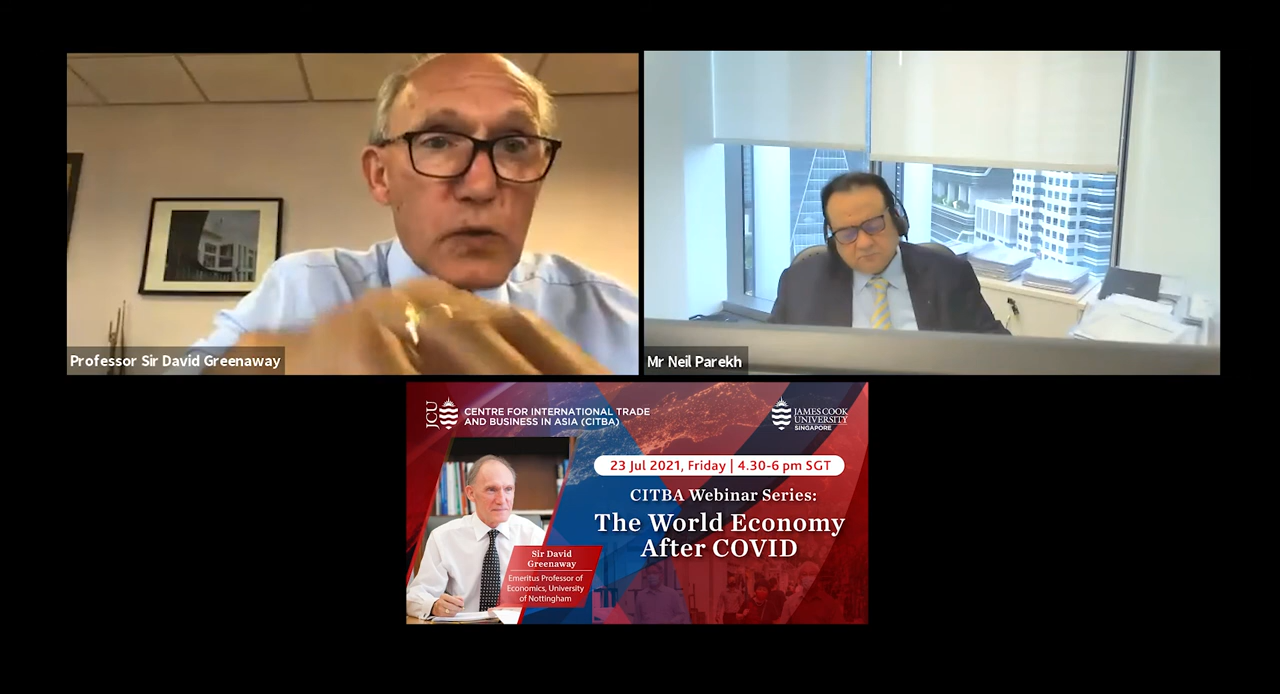 Professor Sir David Greenaway
Mr Neil Parekh
JCU
CENTRE FOR INTERNATIONAL TRADE
AND BUSINESS IN ASIA (CITBA)
JAMES COOK
UNIVERSITY
SINGAPORE
23 Jul 2021, Friday | 4.30-6 pm SGT
CITBA Webinar Series:
The World Economy
After COVID
Sir David
Greenaway
Emeritus Professor of
Economics, University
of Nottingham